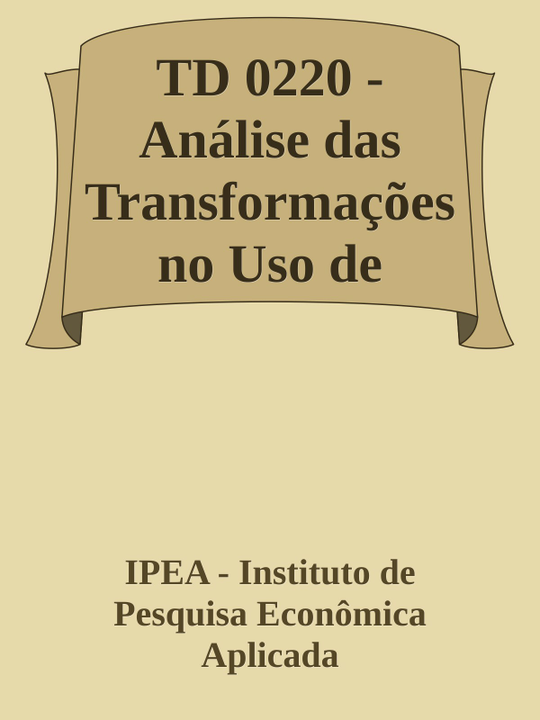 TD 0220 -
Análise das
Transformações
no Uso de
IPEA - Instituto de
Pesquisa Econômica
Aplicada